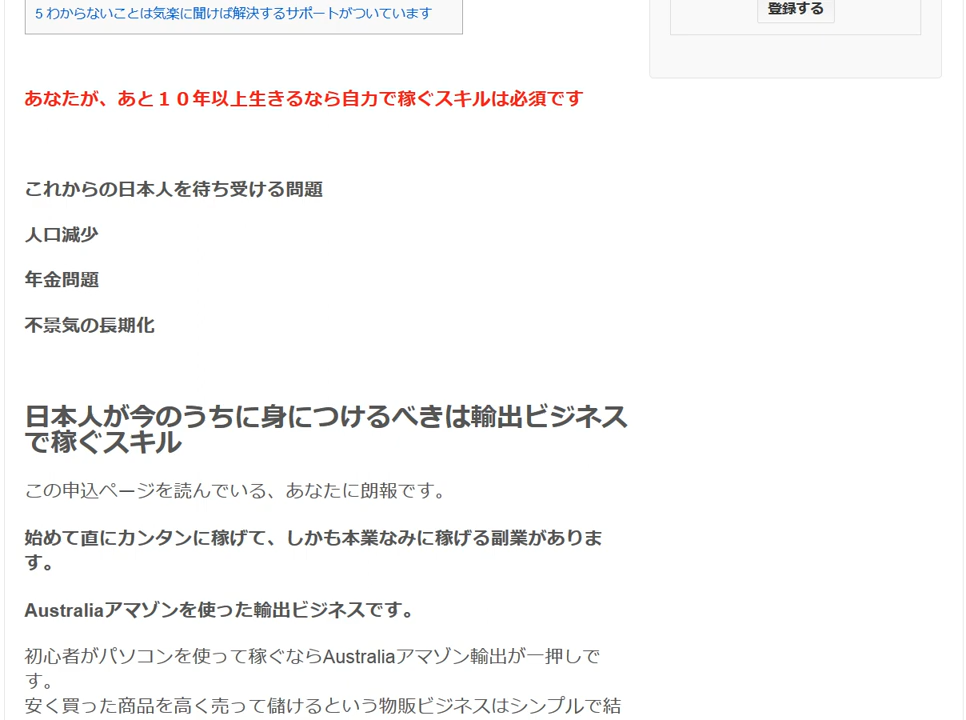 5 わからないことは気楽に聞けば解決するサポートがついています
登録する
あなたが、あと１０年以上生きるなら自力で稼ぐスキルは必須です
これからの日本人を待ち受ける問題
人口減少
年金問題
不景気の長期化
日本人が今のうちに身につけるべきは輸出ビジネス
で稼ぐスキル
この申込ページを読んでいる、あなたに朗報です。
始めて直にカンタンに稼げて、しかも本業なみに稼げる副業がありま
す。
Australiaアマゾンを使った輸出ビジネスです。
初心者がパソコンを使って稼ぐならAustraliaアマゾン輸出が一押しで
す。
安く買った商品を高く売って儲けるという物販ビジネスはシンプルで結